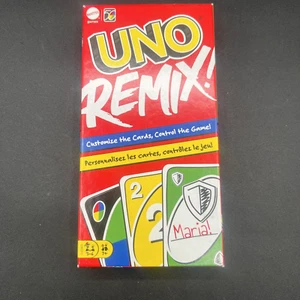 UNO
REMIX!
Customize the Cards, Control the Game!
Personnalisez les cartes, contrôlez le jeu!
2
2
Maria!